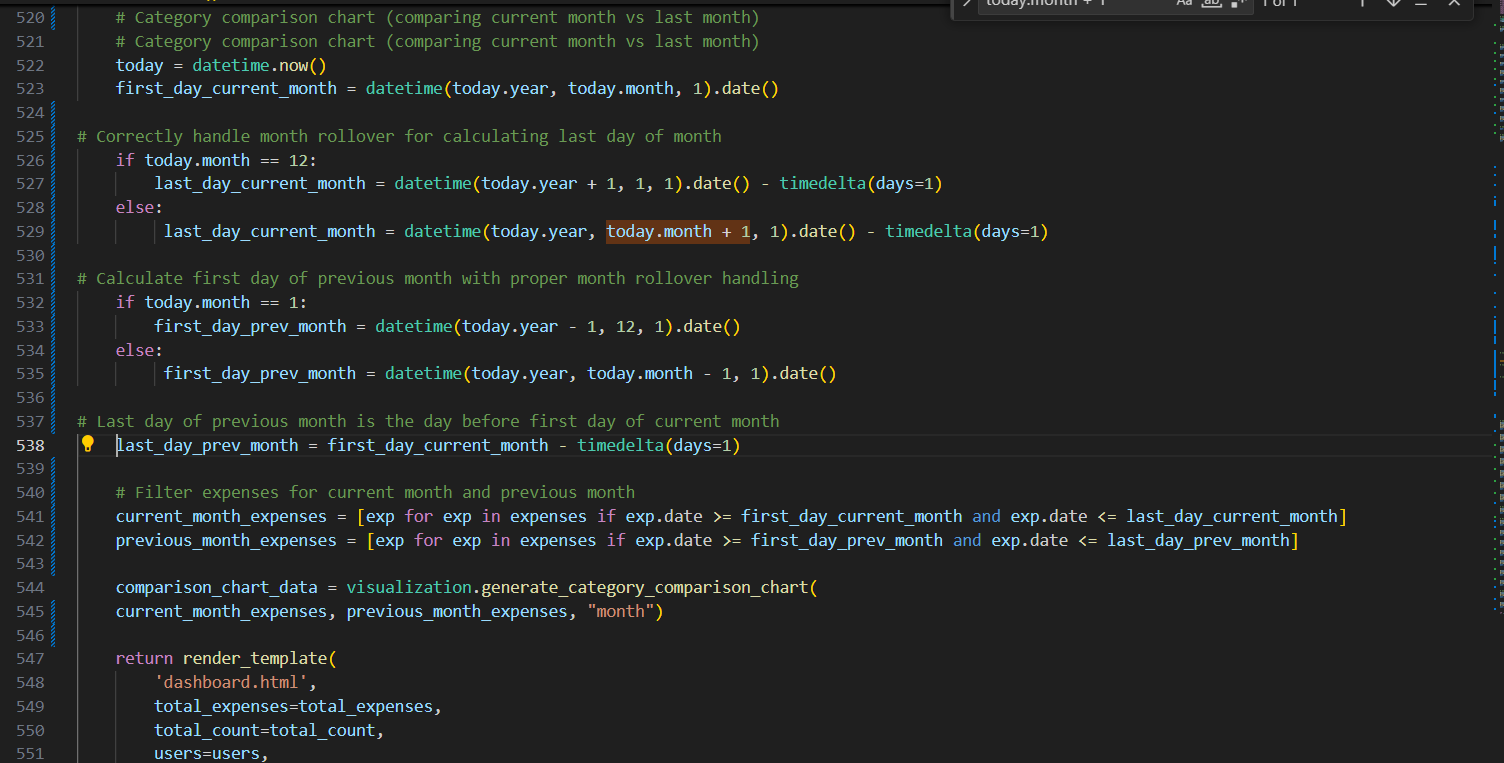 today.month + 1 Aa ab 1 of 1
520 # Category comparison chart (comparing current month vs last month)
521 # Category comparison chart (comparing current month vs last month)
522 today = datetime.now()
523 first_day_current_month = datetime(today.year, today.month, 1).date()
524
525 # Correctly handle month rollover for calculating last day of month
526 if today.month == 12:
527 last_day_current_month = datetime(today.year + 1, 1, 1).date() - timedelta(days=1)
528 else:
529 last_day_current_month = datetime(today.year, today.month + 1, 1).date() - timedelta(days=1)
530
531 # Calculate first day of previous month with proper month rollover handling
532 if today.month == 1:
533 first_day_prev_month = datetime(today.year - 1, 12, 1).date()
534 else:
535 first_day_prev_month = datetime(today.year, today.month - 1, 1).date()
536
537 # Last day of previous month is the day before first day of current month
538 last_day_prev_month = first_day_current_month - timedelta(days=1)
539
540 # Filter expenses for current month and previous month
541 current_month_expenses = [exp for exp in expenses if exp.date >= first_day_current_month and exp.date <= last_day_current_month]
542 previous_month_expenses = [exp for exp in expenses if exp.date >= first_day_prev_month and exp.date <= last_day_prev_month]
543
544 comparison_chart_data = visualization.generate_category_comparison_chart(
545 current_month_expenses, previous_month_expenses, "month")
546
547 return render_template(
548 'dashboard.html',
549 total_expenses=total_expenses,
550 total_count=total_count,
551 users=users,